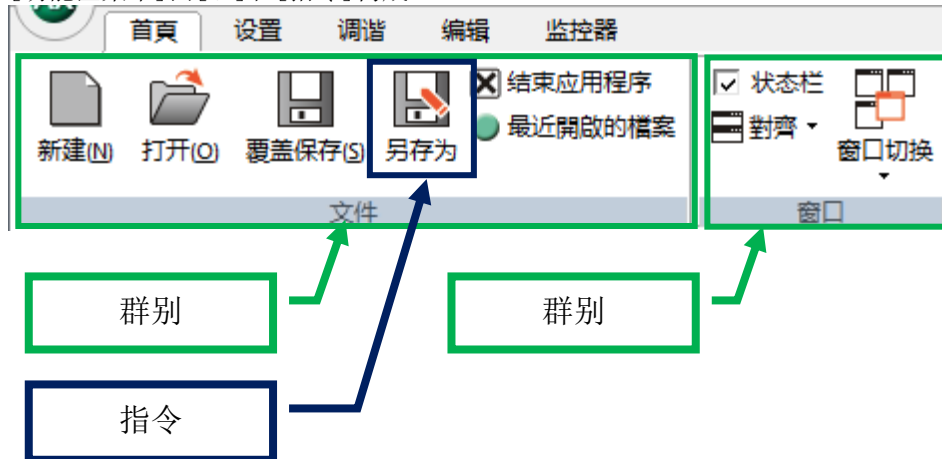 首頁 设置 调谐 编辑 监控器
结束应用程序
最近開啟的檔案
新建(N) 打开(O) 覆盖保存(S) 另存为
文件
状态栏
對齊
窗口切换
窗口
群别 群别
指令